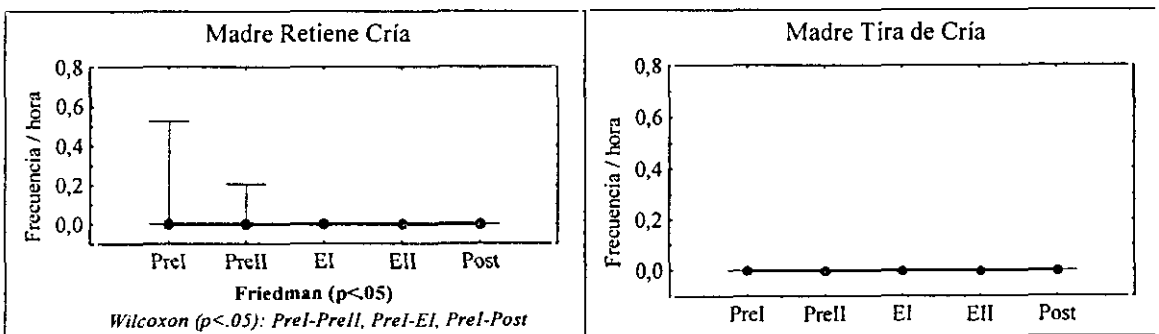 Madre Retiene Cría
0,8
0,6
0,4
0,2
0,0
Frecuencia / hora
PreI PreII EI EII Post
Friedman (p<.05)
Wilcoxon (p<.05): PreI-PreII, PreI-EI, PreI-Post
Madre Tira de Cría
0,8
0,6
0,4
0,2
0,0
Frecuencia / hora
PreI PreII EI EII Post